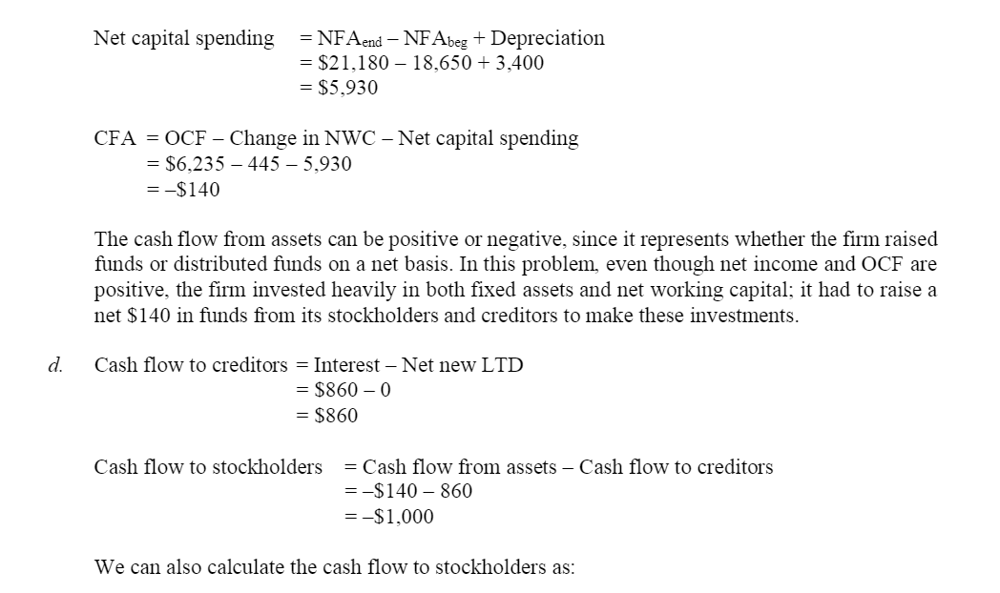 Net capital spending = NFAend – NFAbeg + Depreciation
= $21,180 – 18,650 + 3,400
= $5,930
CFA = OCF – Change in NWC – Net capital spending
= $6,235 – 445 – 5,930
= –$140
The cash flow from assets can be positive or negative, since it represents whether the firm raised
funds or distributed funds on a net basis. In this problem, even though net income and OCF are
positive, the firm invested heavily in both fixed assets and net working capital; it had to raise a
net $140 in funds from its stockholders and creditors to make these investments.
d. Cash flow to creditors = Interest – Net new LTD
= $860 – 0
= $860
Cash flow to stockholders = Cash flow from assets – Cash flow to creditors
= –$140 – 860
= –$1,000
We can also calculate the cash flow to stockholders as: